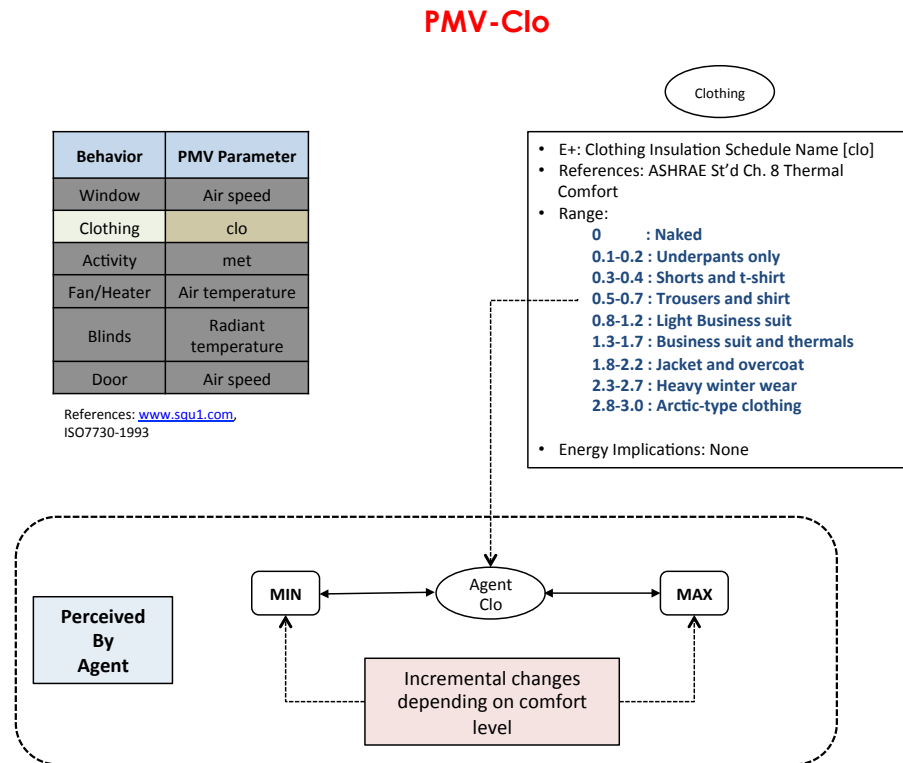 PMV-Clo
Clothing
Behavior PMV Parameter
Window Air speed
Clothing clo
Activity met
Fan/Heater Air temperature
Blinds Radiant
temperature
Door Air speed
References: www.squ1.com,
ISO7730-1993
• E+: Clothing Insulation Schedule Name [clo]
• References: ASHRAE St’d Ch. 8 Thermal
Comfort
• Range:
0 : Naked
0.1-0.2 : Underpants only
0.3-0.4 : Shorts and t-shirt
0.5-0.7 : Trousers and shirt
0.8-1.2 : Light Business suit
1.3-1.7 : Business suit and thermals
1.8-2.2 : Jacket and overcoat
2.3-2.7 : Heavy winter wear
2.8-3.0 : Arctic-type clothing
• Energy Implications: None
Perceived
By
Agent
MIN
Agent
Clo
MAX
Incremental changes
depending on comfort
level